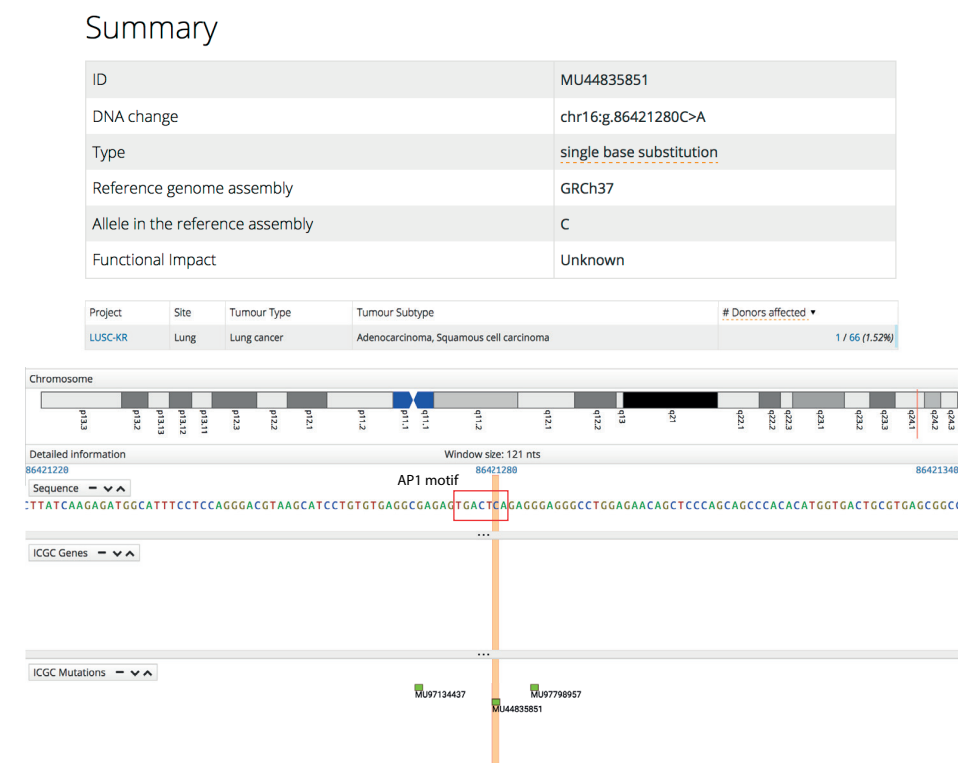 Summary
ID MU44835851
DNA change chr16:g.86421280C>A
Type single base substitution
Reference genome assembly GRCh37
Allele in the reference assembly C
Functional Impact Unknown
Project Site Tumour Type Tumour Subtype # Donors affected ▼
LUSC-KR Lung Lung cancer Adenocarcinoma, Squamous cell carcinoma 1 / 66 (1.52%)
Chromosome
p13.3 p13.2 p13.13 p13.12 p13.11 p12.3 p12.2 p12.1 p11.2 p11.1 q11.1 q11.2 q12.1 q12.2 q13 q21 q22.1 q22.2 q22.3 q23.1 q23.2 q23.3 q24.1 q24.2 q24.3
Detailed information Window size: 121 nts
86421220 86421280 86421340
AP1 motif
Sequence
TTATCAAGAGATGGCATTTCCTCCAGGGACGTAAGCATCCTGTGTGAGGCGAGAGTGACTCAGAGGGAGGGCCTGGAGAACAGCTCCCAGCAGCCCACACATGGTGACTGCGTGAGCGGC
...
ICGC Genes
...
ICGC Mutations
MU97134437 MU97798957
MU44835851